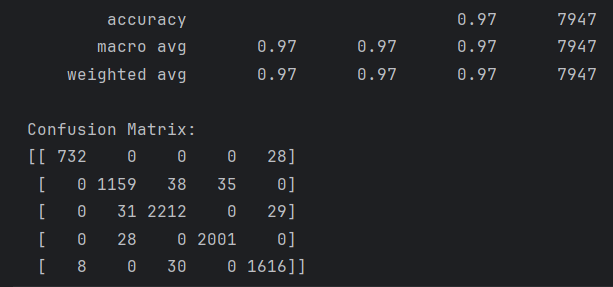 accuracy 0.97 7947
macro avg 0.97 0.97 0.97 7947
weighted avg 0.97 0.97 0.97 7947
Confusion Matrix:
[[ 732 0 0 0 28]
[ 0 1159 38 35 0]
[ 0 31 2212 0 29]
[ 0 28 0 2001 0]
[ 8 0 30 0 1616]]